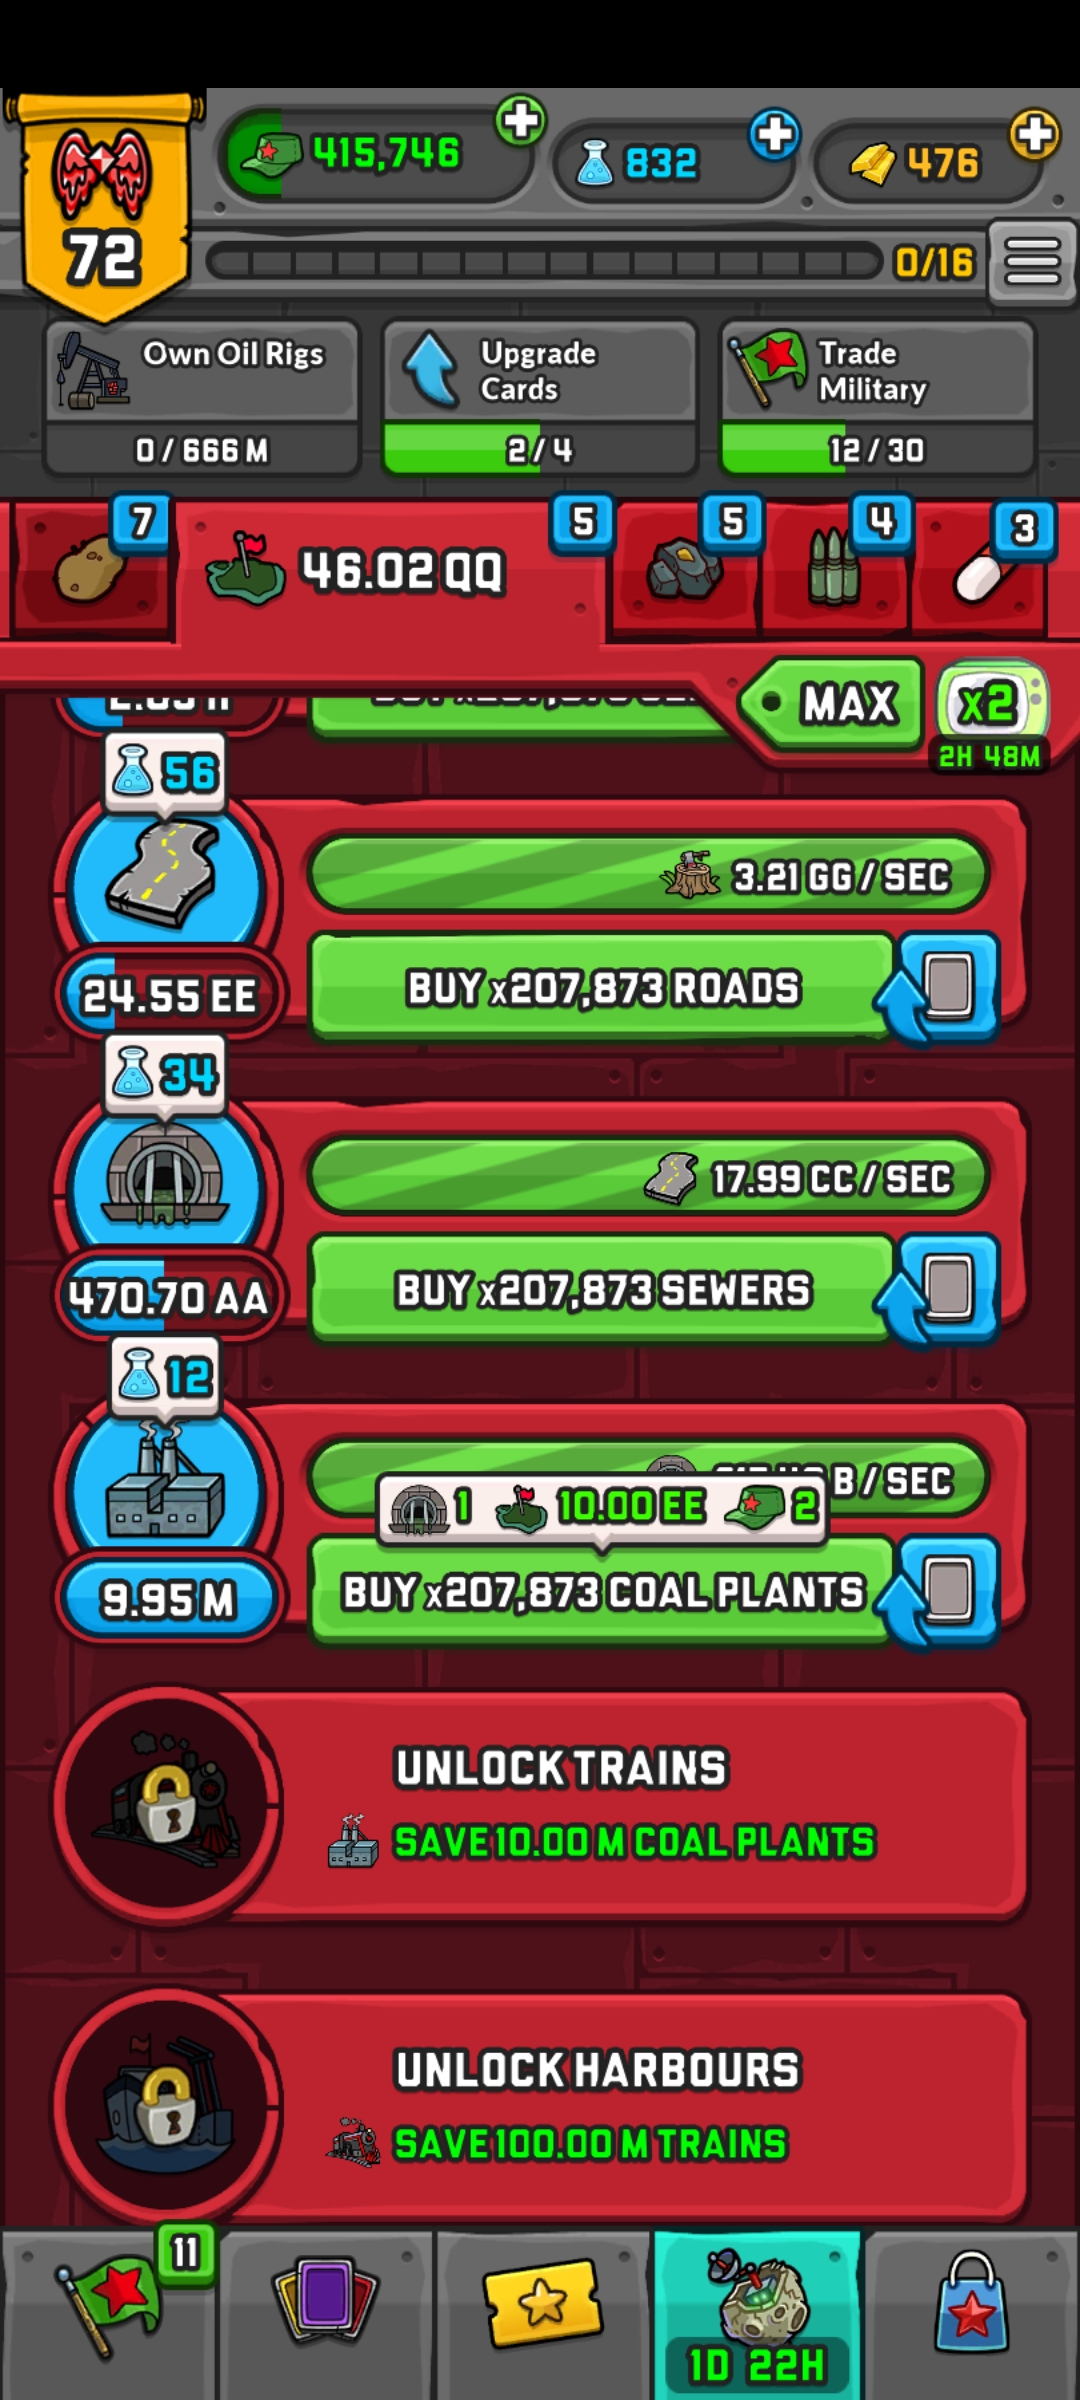 415,746
832
476
72
0/16
Own Oil Rigs
0 / 666 M
Upgrade
Cards
2 / 4
Trade
Military
12 / 30
7
46.02 QQ
5
5
4
3
MAX
x2
2H 48M
56
3.21 GG / SEC
24.55 EE
BUY x207,873 ROADS
34
17.99 CC / SEC
470.70 AA
BUY x207,873 SEWERS
12
B / SEC
1
10.00 EE
2
9.95 M
BUY x207,873 COAL PLANTS
UNLOCK TRAINS
SAVE 10.00 M COAL PLANTS
UNLOCK HARBOURS
SAVE 100.00 M TRAINS
11
1D 22H